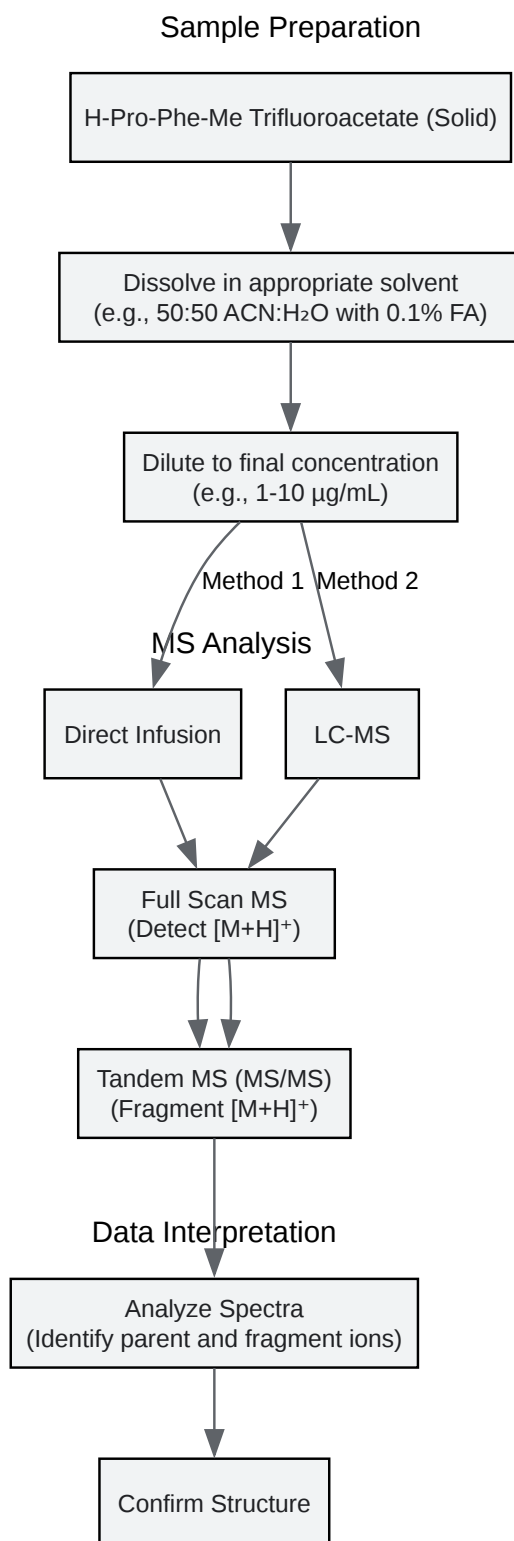 Sample Preparation
H-Pro-Phe-Me Trifluoroacetate (Solid)
Dissolve in appropriate solvent
(e.g., 50:50 ACN:H₂O with 0.1% FA)
Dilute to final concentration
(e.g., 1-10 µg/mL)
Method 1 Method 2
MS Analysis
Direct Infusion
LC-MS
Full Scan MS
(Detect [M+H]⁺)
Tandem MS (MS/MS)
(Fragment [M+H]⁺)
Data Interpretation
Analyze Spectra
(Identify parent and fragment ions)
Confirm Structure